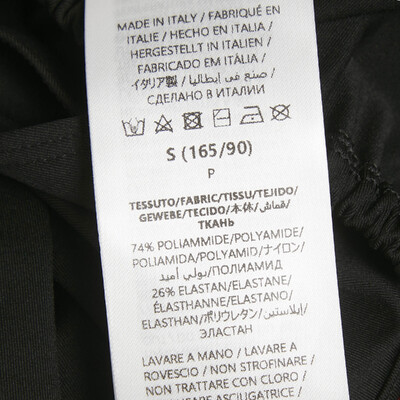 MADE IN ITALY / FABRIQUÉ EN
ITALIE / HECHO EN ITALIA /
HERGESTELLT IN ITALIEN /
FABRICADO EM ITÀLIA /
イタリア製 / صنع في إيطاليا /
СДЕЛАНО В ИТАЛИИ
S (165/90)
P
TESSUTO/FABRIC/TISSU/TEJIDO/
GEWEBE/TECIDO/本体/قماش/
ТКАНЬ
74% POLIAMMIDE/POLYAMIDE/
POLIAMIDA/POLYAMID/ナイロン/
بولي أميد/ПОЛИАМИД
26% ELASTAN/ELASTANE/
ÉLASTHANNE/ELASTANO/
ELASTHAN/ポリウレタン/إيلاستين/
ЭЛАСТАН
LAVARE A MANO / LAVARE A
ROVESCIO / NON STROFINARE /
NON TRATTARE CON CLORO /
ASCIUGATRICE /